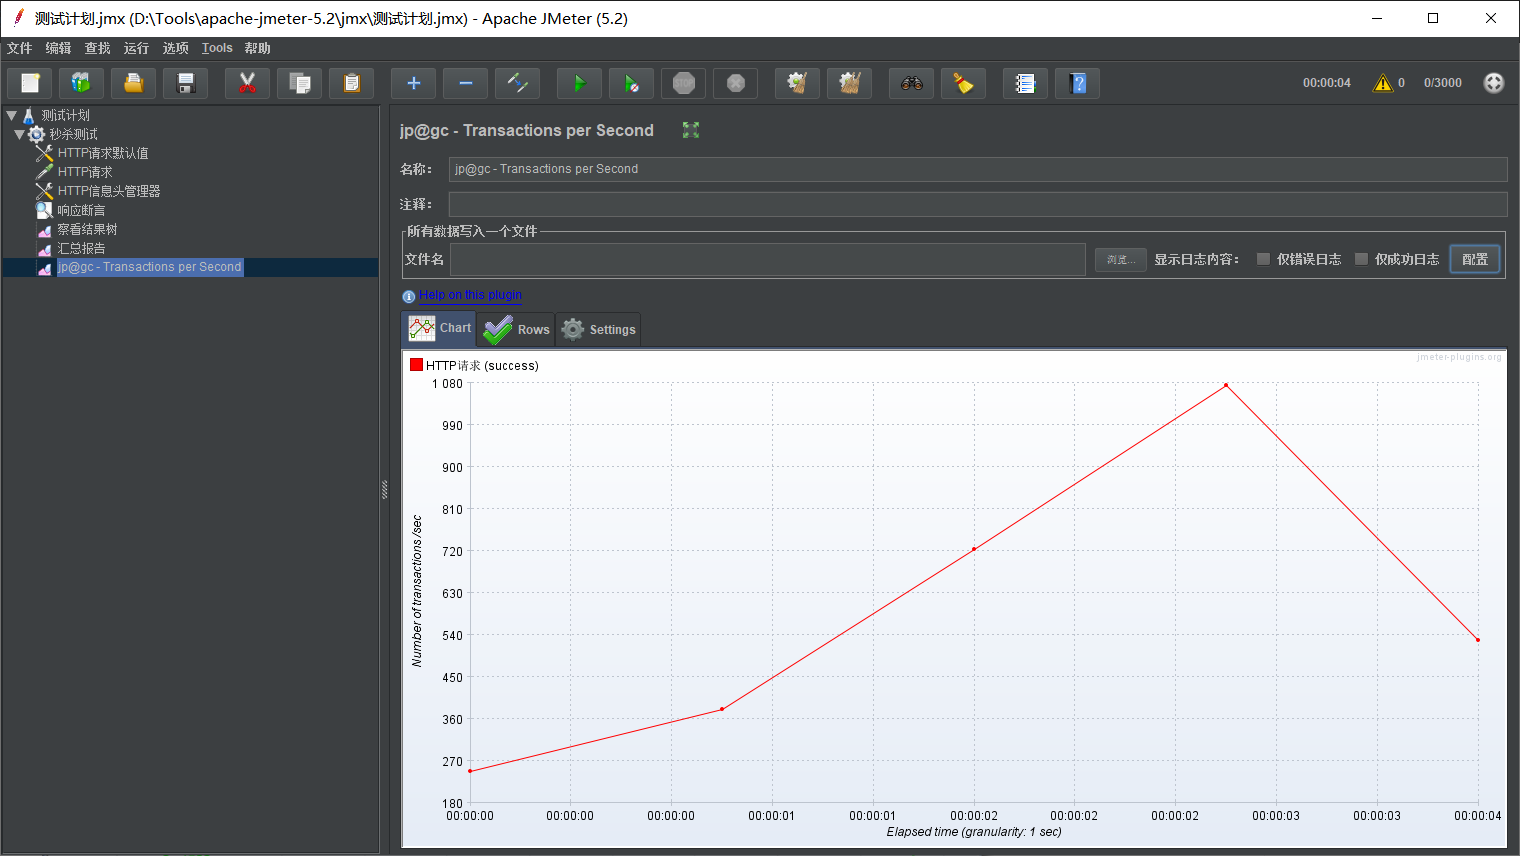 测试计划.jmx (D:\Tools\apache-jmeter-5.2\jmx\测试计划.jmx) - Apache JMeter (5.2)
文件 编辑 查找 运行 选项 Tools 帮助
STOP
00:00:04 0 0/3000
测试计划
秒杀测试
HTTP请求默认值
HTTP请求
HTTP信息头管理器
响应断言
察看结果树
汇总报告
jp@gc - Transactions per Second
jp@gc - Transactions per Second
名称： jp@gc - Transactions per Second
注释：
所有数据写入一个文件
文件名 浏览... 显示日志内容： 仅错误日志 仅成功日志 配置
Help on this plugin
Chart Rows Settings
jmeter-plugins.org
HTTP请求 (success)
1 080
990
900
810
720
630
540
450
360
270
180
Number of transactions /sec
00:00:00 00:00:00 00:00:00 00:00:01 00:00:01 00:00:02 00:00:02 00:00:02 00:00:03 00:00:03 00:00:04
Elapsed time (granularity: 1 sec)